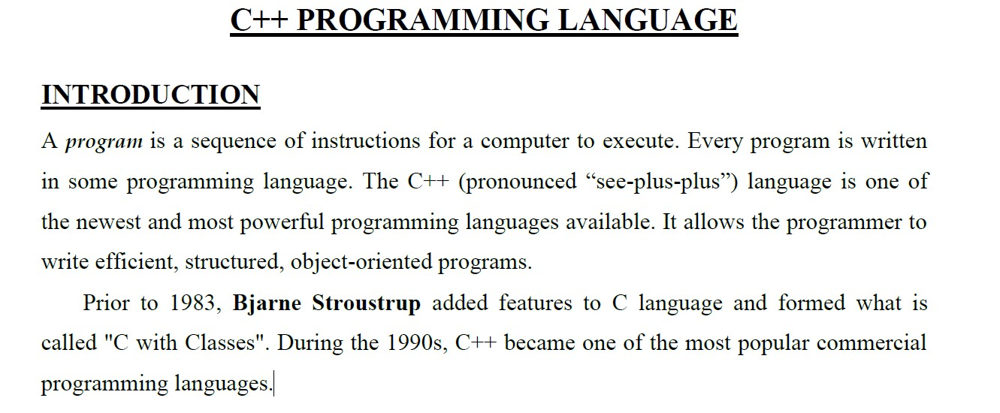 C++ PROGRAMMING LANGUAGE
INTRODUCTION
A program is a sequence of instructions for a computer to execute. Every program is written
in some programming language. The C++ (pronounced “see-plus-plus”) language is one of
the newest and most powerful programming languages available. It allows the programmer to
write efficient, structured, object-oriented programs.
Prior to 1983, Bjarne Stroustrup added features to C language and formed what is
called "C with Classes". During the 1990s, C++ became one of the most popular commercial
programming languages.